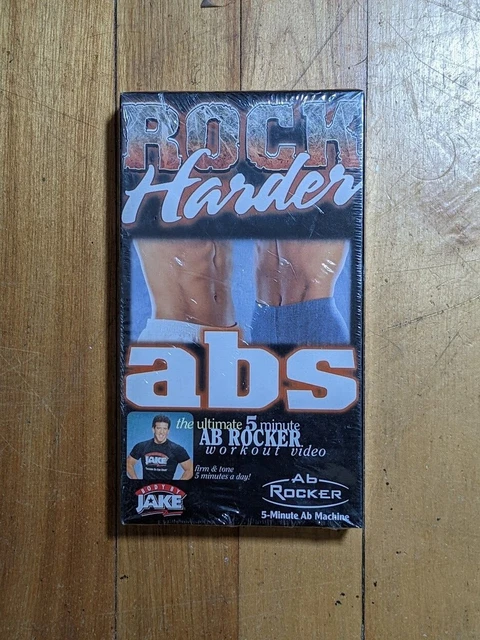 ROCK
Harder
abs
the ultimate 5 minute
AB ROCKER
workout video
firm & tone
5 minutes a day!
JAKE
BODY BY
JAKE
Ab
ROCKER
5-Minute Ab Machine